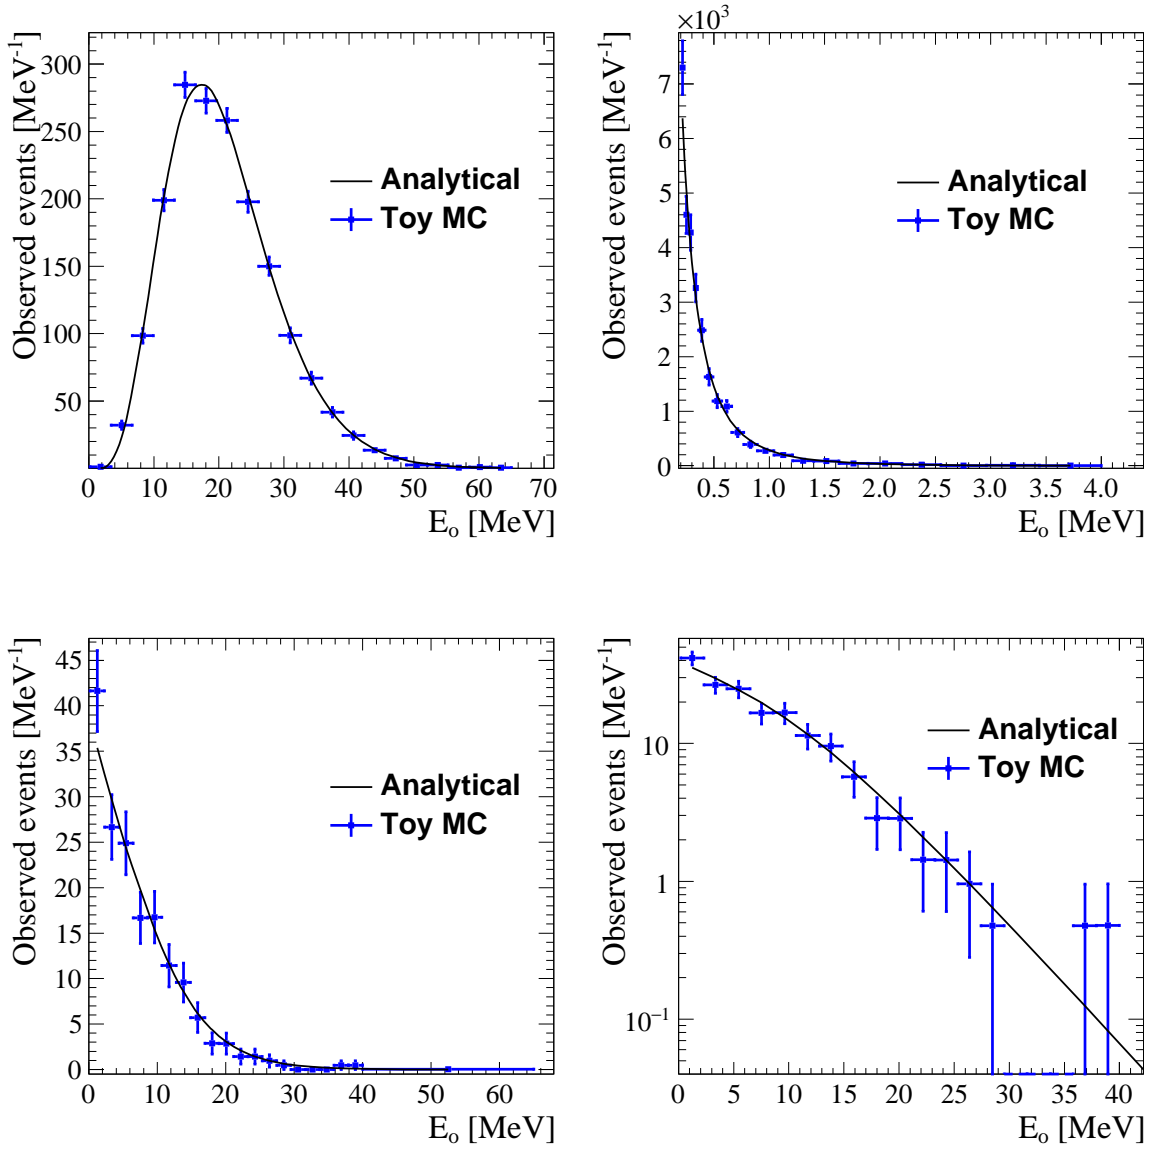 Observed events [MeV⁻¹]
300
250
200
150
100
50
Analytical
Toy MC
0 10 20 30 40 50 60 70
Eₒ [MeV]
×10³
Observed events [MeV⁻¹]
7
6
5
4
3
2
1
0
Analytical
Toy MC
0.5 1.0 1.5 2.0 2.5 3.0 3.5 4.0
Eₒ [MeV]
Observed events [MeV⁻¹]
45
40
35
30
25
20
15
10
5
0
Analytical
Toy MC
0 10 20 30 40 50 60
Eₒ [MeV]
Observed events [MeV⁻¹]
10
1
10⁻¹
Analytical
Toy MC
0 5 10 15 20 25 30 35 40
Eₒ [MeV]